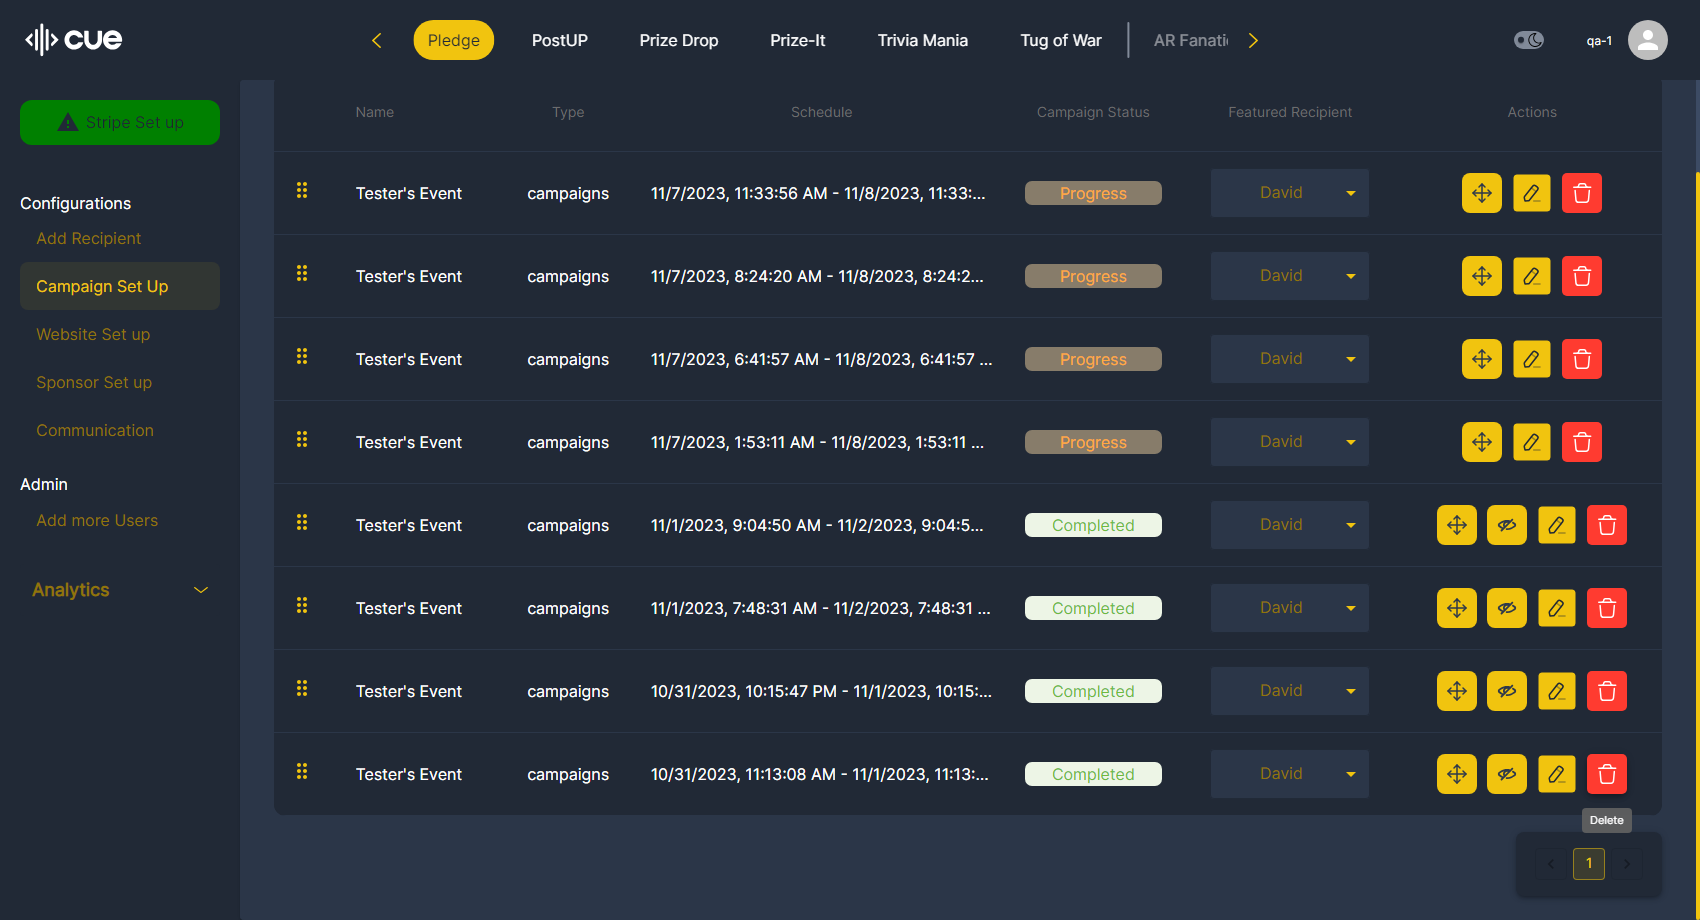 cue
Pledge
PostUP
Prize Drop
Prize-It
Trivia Mania
Tug of War
AR Fanati
qa-1
Stripe Set up
Configurations
Add Recipient
Campaign Set Up
Website Set up
Sponsor Set up
Communication
Admin
Add more Users
Analytics
Name Type Schedule Campaign Status Featured Recipient Actions
Tester's Event campaigns 11/7/2023, 11:33:56 AM - 11/8/2023, 11:33:... Progress David
Tester's Event campaigns 11/7/2023, 8:24:20 AM - 11/8/2023, 8:24:2... Progress David
Tester's Event campaigns 11/7/2023, 6:41:57 AM - 11/8/2023, 6:41:57 ... Progress David
Tester's Event campaigns 11/7/2023, 1:53:11 AM - 11/8/2023, 1:53:11 ... Progress David
Tester's Event campaigns 11/1/2023, 9:04:50 AM - 11/2/2023, 9:04:5... Completed David
Tester's Event campaigns 11/1/2023, 7:48:31 AM - 11/2/2023, 7:48:31 ... Completed David
Tester's Event campaigns 10/31/2023, 10:15:47 PM - 11/1/2023, 10:15:... Completed David
Tester's Event campaigns 10/31/2023, 11:13:08 AM - 11/1/2023, 11:13:... Completed David
Delete
1